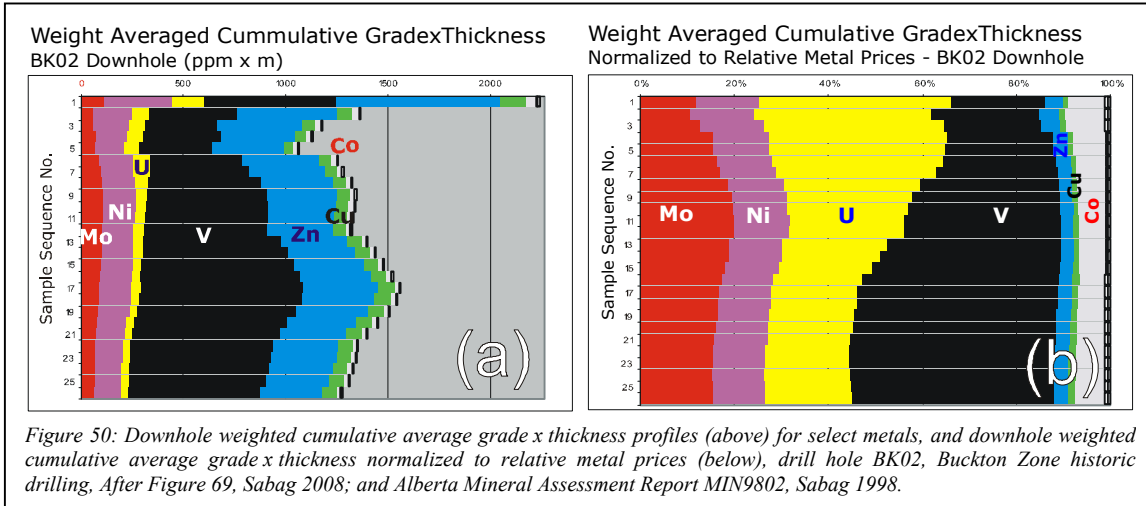 Weight Averaged Cummulative GradexThickness
BK02 Downhole (ppm x m)
0 500 1000 1500 2000
Sample Sequence No.
1
3
5
7
9
11
13
15
17
19
21
23
25
Mo
Ni
U
V
Zn
Cu
Co
(a)
Weight Averaged Cumulative GradexThickness
Normalized to Relative Metal Prices - BK02 Downhole
0% 20% 40% 60% 80% 100%
Sample Sequence No.
1
3
5
7
9
11
13
15
17
19
21
23
25
Mo
Ni
U
V
Zn
Cu
Co
(b)
Figure 50: Downhole weighted cumulative average grade x thickness profiles (above) for select metals, and downhole weighted
cumulative average grade x thickness normalized to relative metal prices (below), drill hole BK02, Buckton Zone historic
drilling, After Figure 69, Sabag 2008; and Alberta Mineral Assessment Report MIN9802, Sabag 1998.